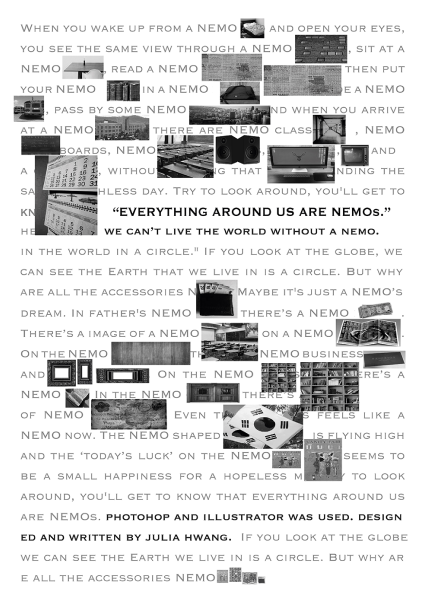 WHEN YOU WAKE UP FROM A NEMO AND OPEN YOUR EYES,
YOU SEE THE SAME VIEW THROUGH A NEMO , SIT AT A
NEMO , READ A NEMO THEN PUT
YOUR NEMO IN A NEMO A NEMO
, PASS BY SOME NEMO ND WHEN YOU ARRIVE
AT A NEMO THERE ARE NEMO CLASS , NEMO
BOARDS, NEMO , , AND
A , WITHOU NG THAT NDING THE
SA HLESS DAY. TRY TO LOOK AROUND, YOU'LL GET TO
KN “EVERYTHING AROUND US ARE NEMOS.”
HE WE CAN’T LIVE THE WORLD WITHOUT A NEMO.
IN THE WORLD IN A CIRCLE.” IF YOU LOOK AT THE GLOBE, WE
CAN SEE THE EARTH THAT WE LIVE IN IS A CIRCLE. BUT WHY
ARE ALL THE ACCESSORIES N MAYBE IT'S JUST A NEMO’S
DREAM. IN FATHER'S NEMO THERE’S A NEMO .
THERE’S A IMAGE OF A NEMO ON A NEMO .
ON THE NEMO TH NEMO BUSINESS
AND ON THE NEMO S ERE’S A
NEMO IN THE NEMO THERE’S
OF NEMO EVEN T S FEELS LIKE A
NEMO NOW. THE NEMO SHAPED IS FLYING HIGH
AND THE ‘TODAY’S LUCK’ ON THE NEMO SEEMS TO
BE A SMALL HAPPINESS FOR A HOPELESS M Y TO LOOK
AROUND, YOU'LL GET TO KNOW THAT EVERYTHING AROUND US
ARE NEMOS. PHOTOHOP AND ILLUSTRATOR WAS USED. DESIGN
ED AND WRITTEN BY JULIA HWANG. IF YOU LOOK AT THE GLOBE
WE CAN SEE THE EARTH WE LIVE IN IS A CIRCLE. BUT WHY AR
E ALL THE ACCESSORIES NEMO